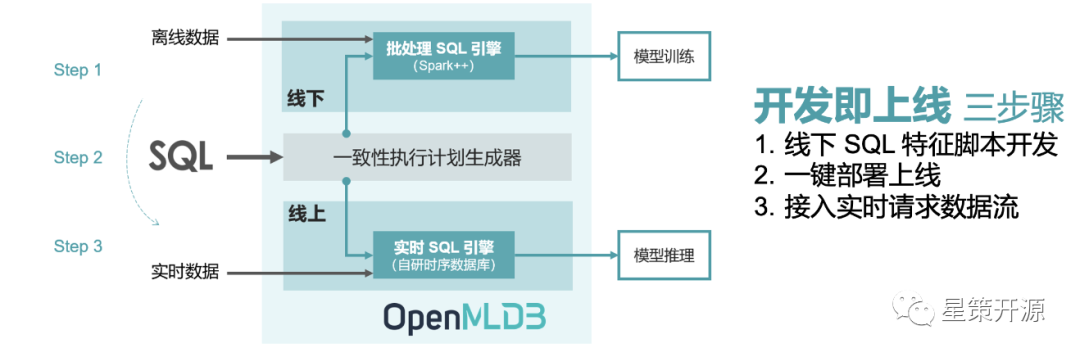 离线数据
批处理 SQL 引擎
(Spark++)
模型训练
Step 1
线下
开发即上线 三步骤
1. 线下 SQL 特征脚本开发
2. 一键部署上线
3. 接入实时请求数据流
Step 2
SQL
一致性执行计划生成器
线上
Step 3
实时 SQL 引擎
(自研时序数据库)
模型推理
实时数据
OpenMLDB
星策开源